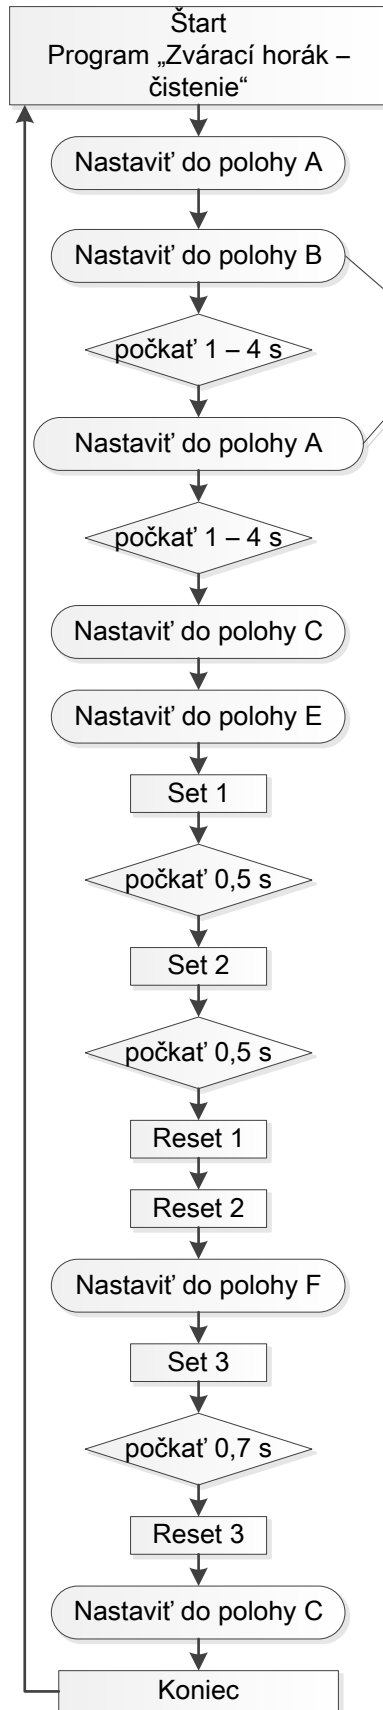 Štart
Program „Zvárací horák –
čistenie“
Nastaviť do polohy A
Nastaviť do polohy B
počkať 1 – 4 s
Nastaviť do polohy A
počkať 1 – 4 s
Nastaviť do polohy C
Nastaviť do polohy E
Set 1
počkať 0,5 s
Set 2
počkať 0,5 s
Reset 1
Reset 2
Nastaviť do polohy F
Set 3
počkať 0,7 s
Reset 3
Nastaviť do polohy C
Koniec